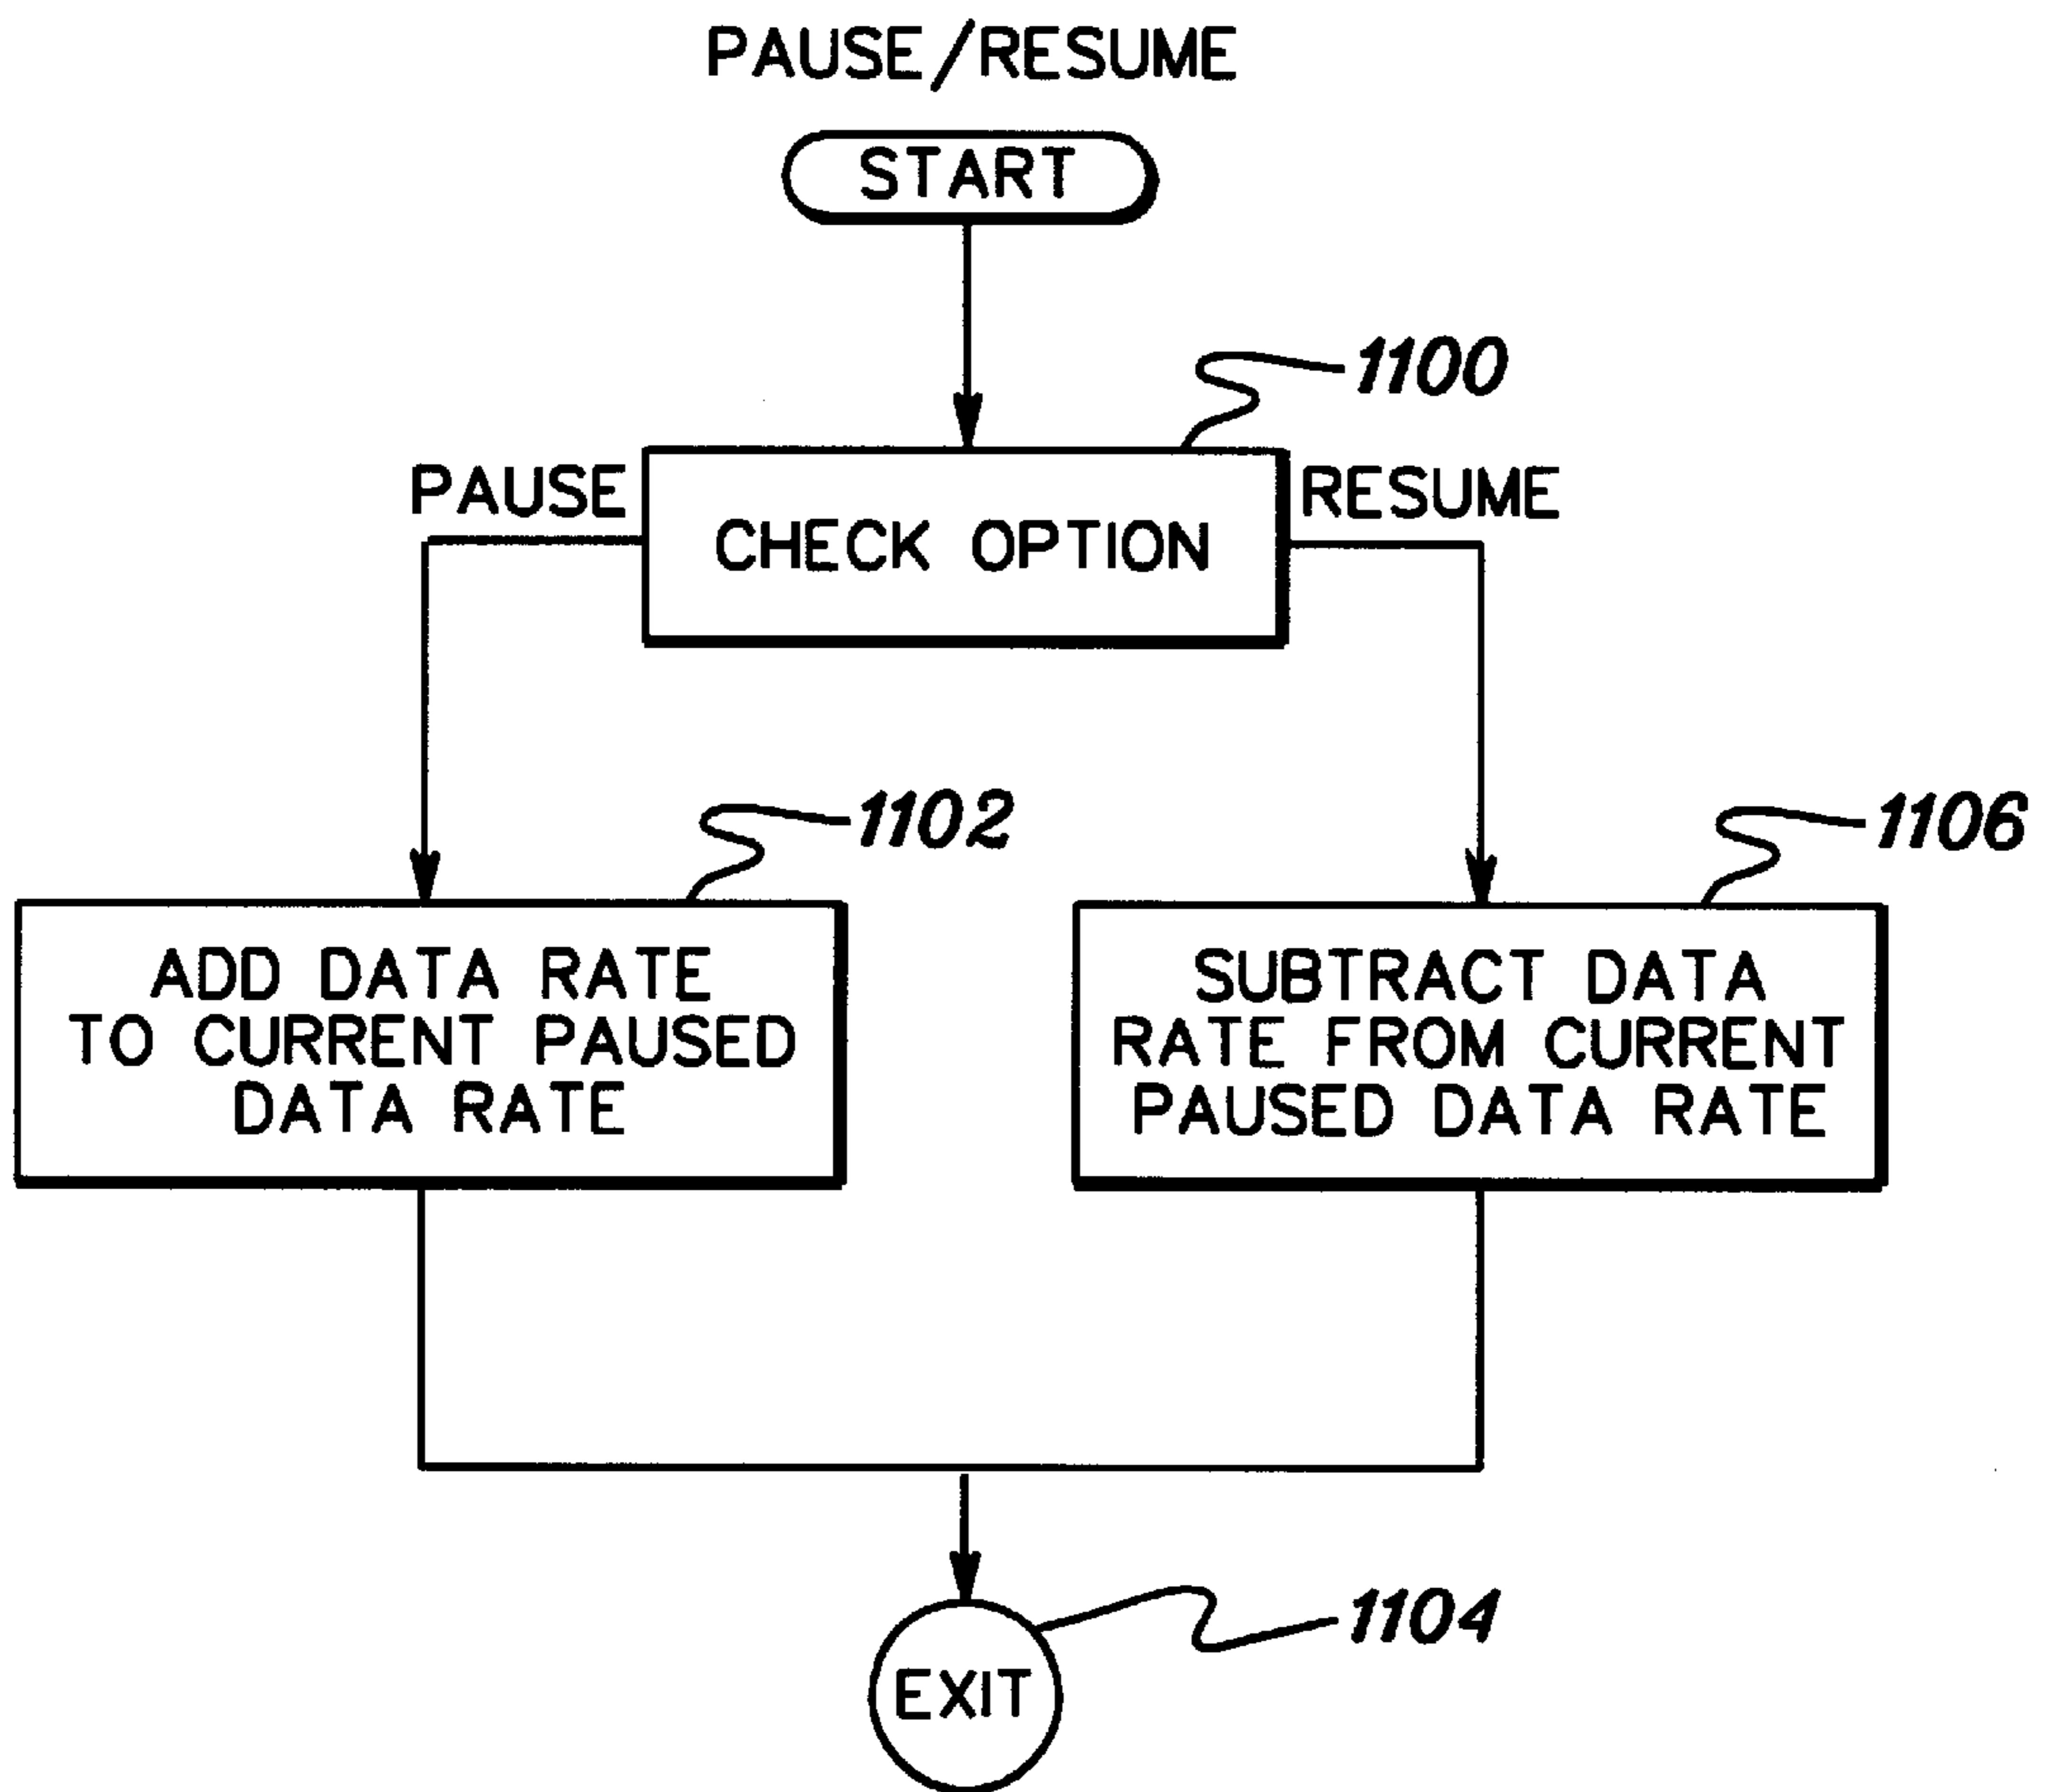 PAUSE/RESUME
START
1100
PAUSE
RESUME
CHECK OPTION
1102
1106
ADD DATA RATE
TO CURRENT PAUSED
DATA RATE
SUBTRACT DATA
RATE FROM CURRENT
PAUSED DATA RATE
1104
EXIT